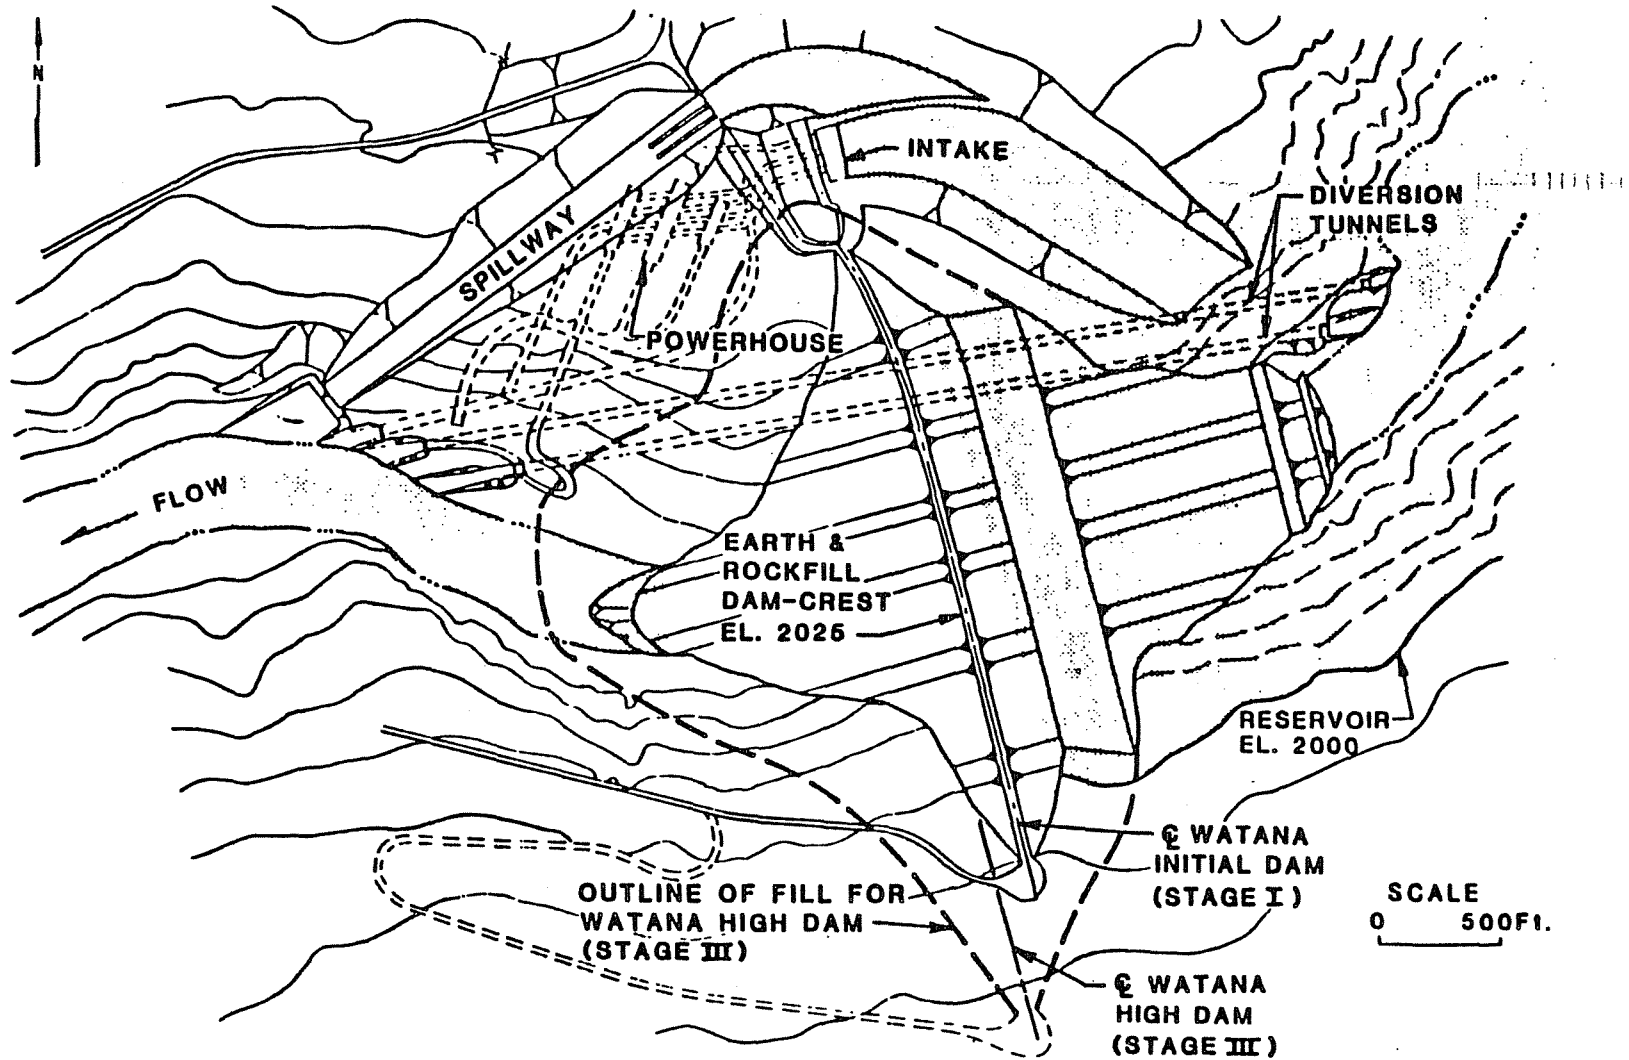 N
INTAKE
DIVERSION
TUNNELS
SPILLWAY
POWERHOUSE
FLOW
EARTH &
ROCKFILL
DAM-CREST
EL. 2025
RESERVOIR
EL. 2000
℄ WATANA
INITIAL DAM
(STAGE I)
SCALE
0 500Ft.
OUTLINE OF FILL FOR
WATANA HIGH DAM
(STAGE III)
℄ WATANA
HIGH DAM
(STAGE III)